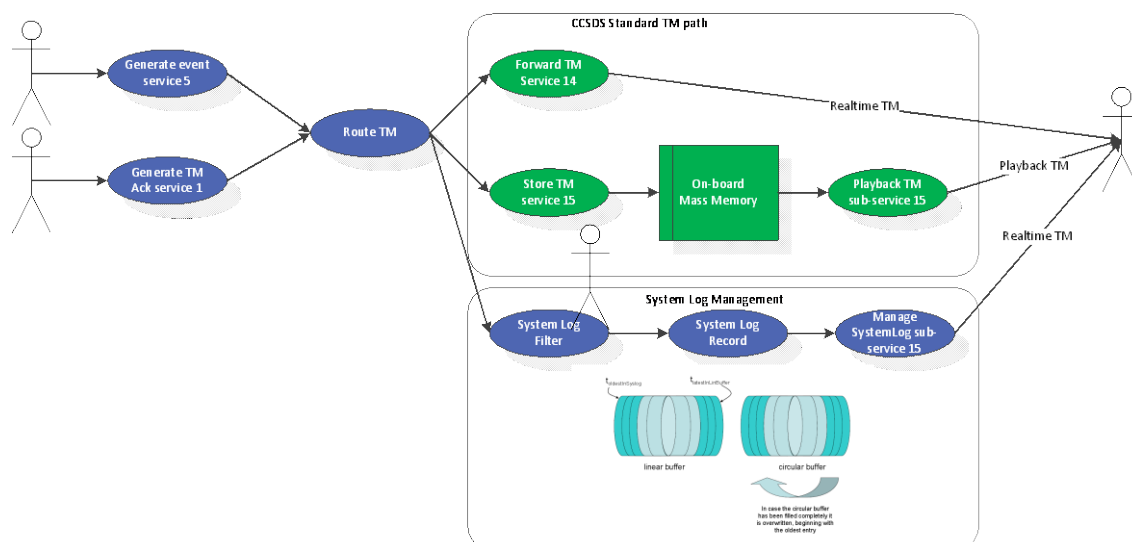 CCSDS Standard TM path
Generate event
service 5
Forward TM
Service 14
Realtime TM
Route TM
Generate TM
Ack service 1
Store TM
service 15
On-board
Mass Memory
Playback TM
sub-service 15
Playback TM
Realtime TM
System Log Management
System Log
Filter
System Log
Record
Manage
SystemLog sub-
service 15
linear buffer
circular buffer
In case the circular buffer
has been filled completely it
is overwritten, beginning with
the oldest entry